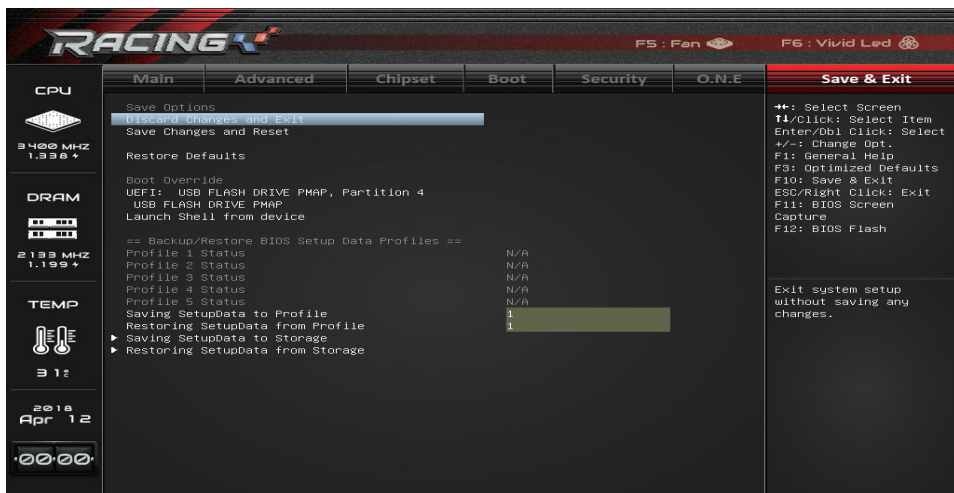 RACING
F5 : Fan
F6 : Vivid Led
Main Advanced Chipset Boot Security O.N.E Save & Exit
CPU
3400 MHZ
1.338
DRAM
2133 MHZ
1.199
TEMP
31
2018
Apr 12
00:00
Save Options
Discard Changes and Exit
Save Changes and Reset
Restore Defaults
Boot Override
UEFI: USB FLASH DRIVE PMAP, Partition 4
USB FLASH DRIVE PMAP
Launch Shell from device
== Backup/Restore BIOS Setup Data Profiles ==
Profile 1 Status N/A
Profile 2 Status N/A
Profile 3 Status N/A
Profile 4 Status N/A
Profile 5 Status N/A
Saving SetupData to Profile 1
Restoring SetupData from Profile 1
▶ Saving SetupData to Storage
▶ Restoring SetupData from Storage
→←: Select Screen
↑↓/Click: Select Item
Enter/Dbl Click: Select
+/-: Change Opt.
F1: General Help
F3: Optimized Defaults
F10: Save & Exit
ESC/Right Click: Exit
F11: BIOS Screen
Capture
F12: BIOS Flash
Exit system setup
without saving any
changes.